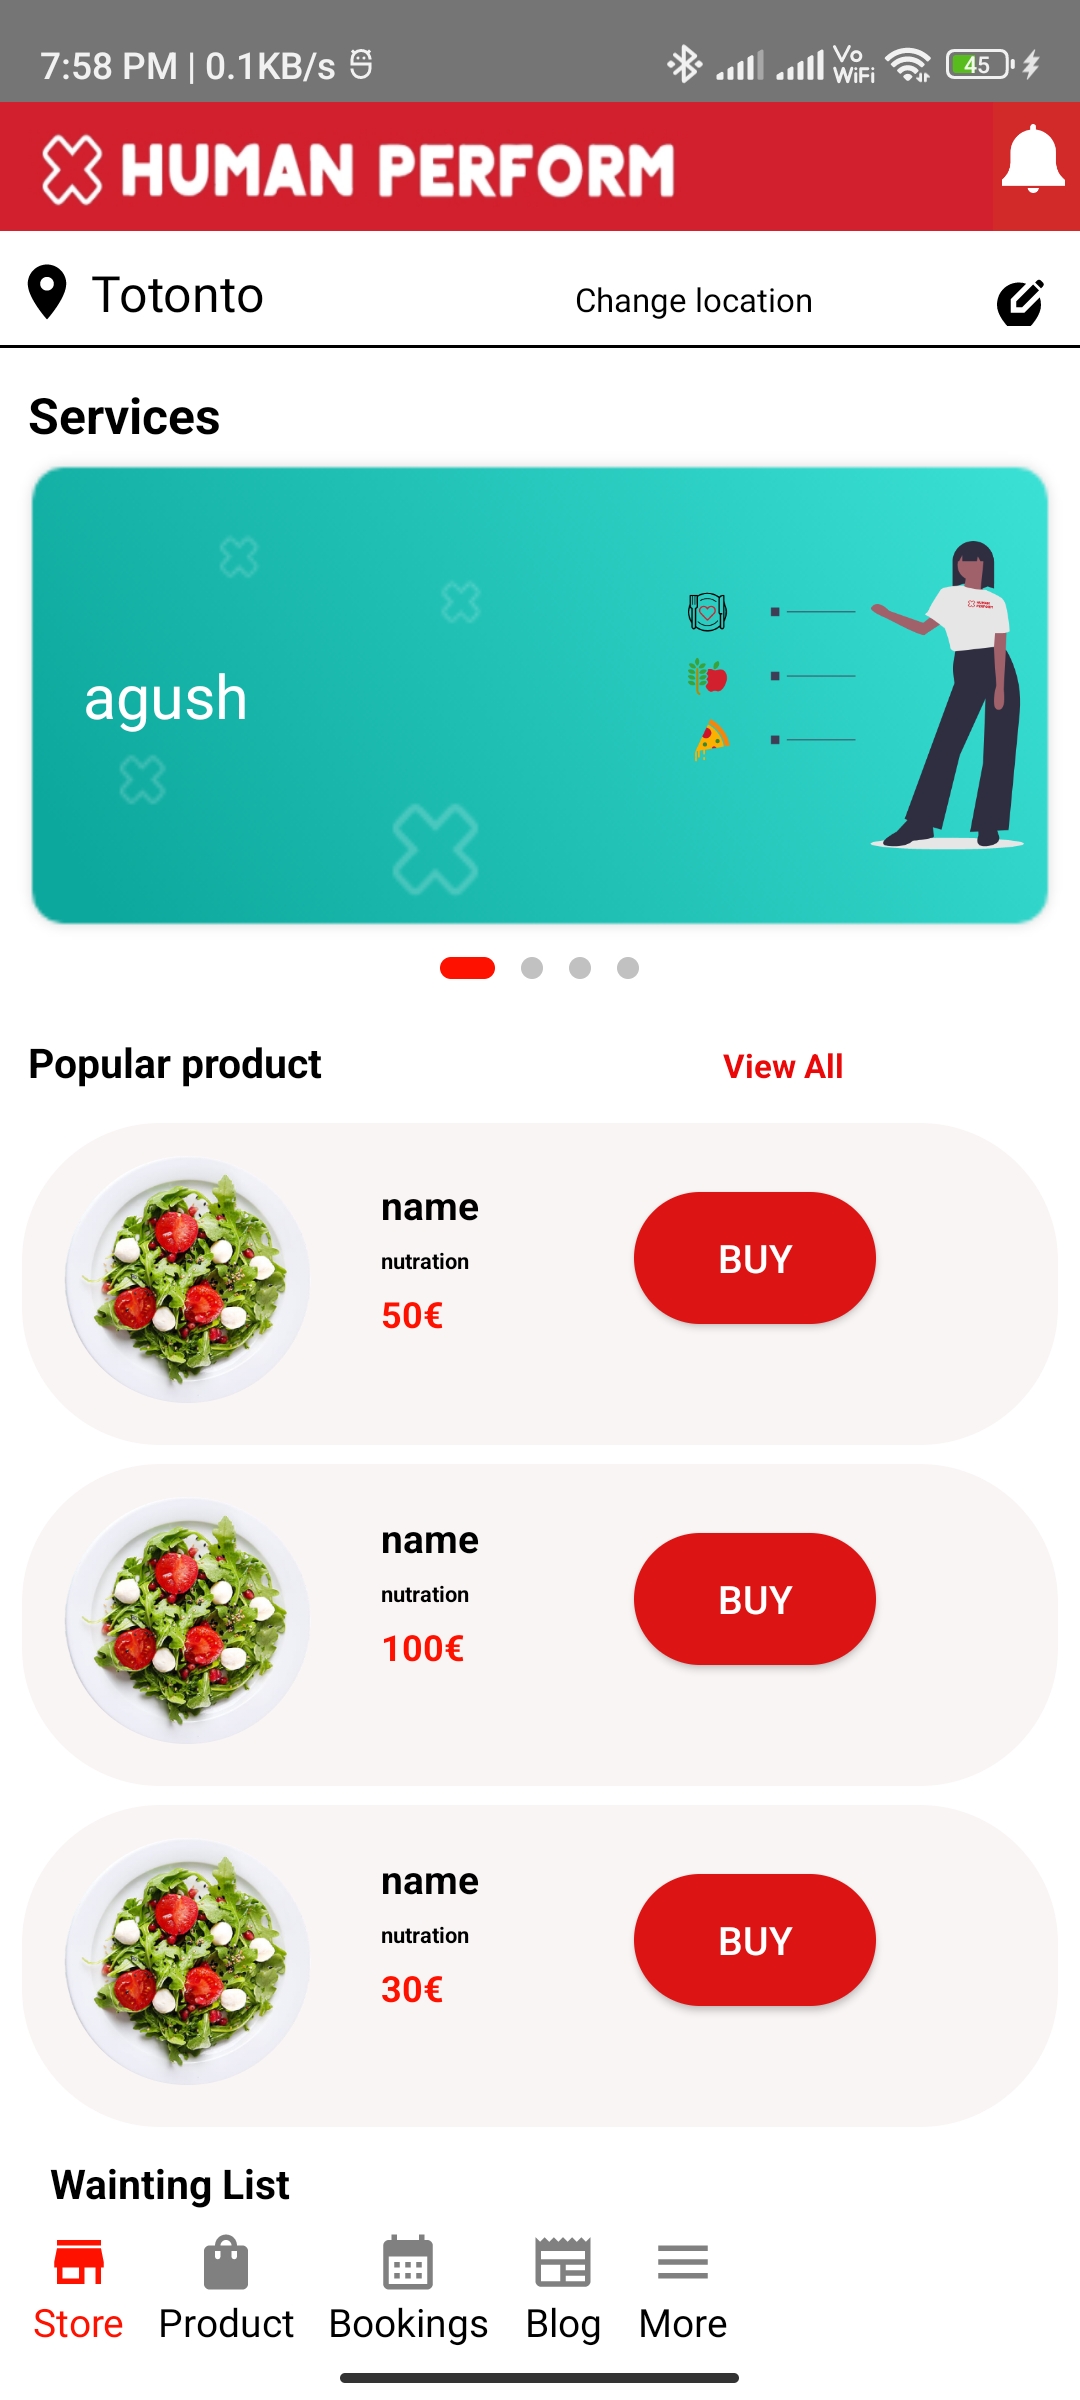 7:58 PM | 0.1KB/s
Vo
WiFi
45
HUMAN PERFORM
Totonto
Change location
Services
agush
HUMAN
PERFORM
Popular product
View All
name
nutration
50€
BUY
name
nutration
100€
BUY
name
nutration
30€
BUY
Wainting List
Store
Product
Bookings
Blog
More